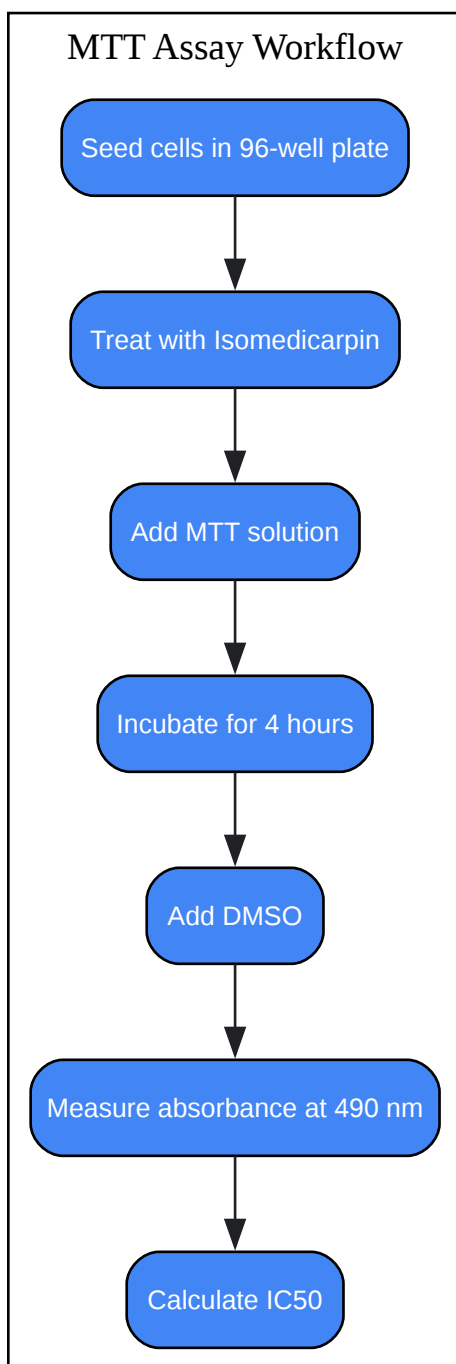 MTT Assay Workflow
Seed cells in 96-well plate
Treat with Isomedicarpin
Add MTT solution
Incubate for 4 hours
Add DMSO
Measure absorbance at 490 nm
Calculate IC50